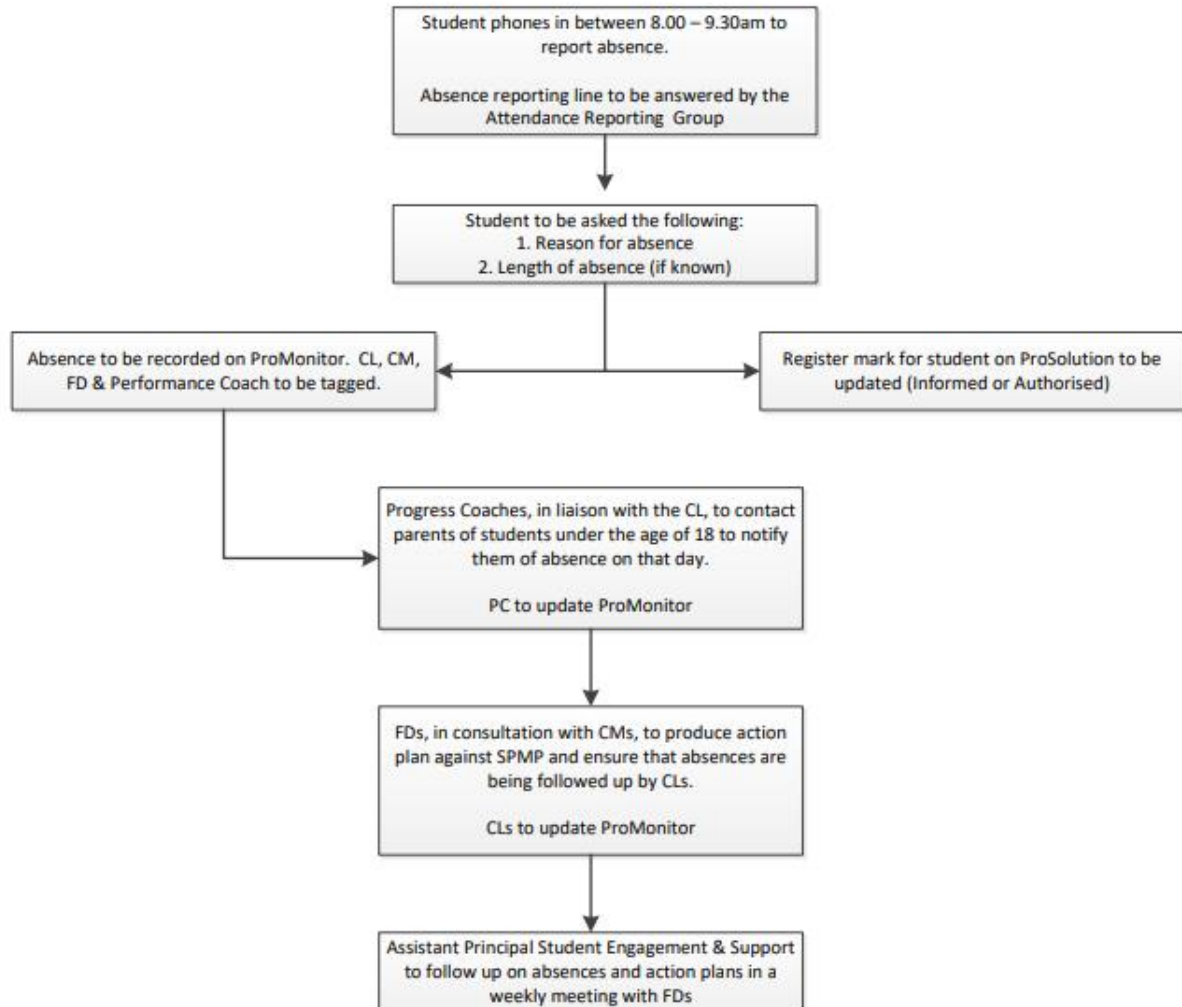 Student phones in between 8.00 – 9.30am to
report absence.
Absence reporting line to be answered by the
Attendance Reporting  Group
Student to be asked the following:
1. Reason for absence
2. Length of absence (if known)
Absence to be recorded on ProMonitor.  CL, CM,
FD & Performance Coach to be tagged.
Register mark for student on ProSolution to be
updated (Informed or Authorised)
Progress Coaches, in liaison with the CL, to contact
parents of students under the age of 18 to notify
them of absence on that day.
PC to update ProMonitor
FDs, in consultation with CMs, to produce action
plan against SPMP and ensure that absences are
being followed up by CLs.
CLs to update ProMonitor
Assistant Principal Student Engagement & Support
to follow up on absences and action plans in a
weekly meeting with FDs